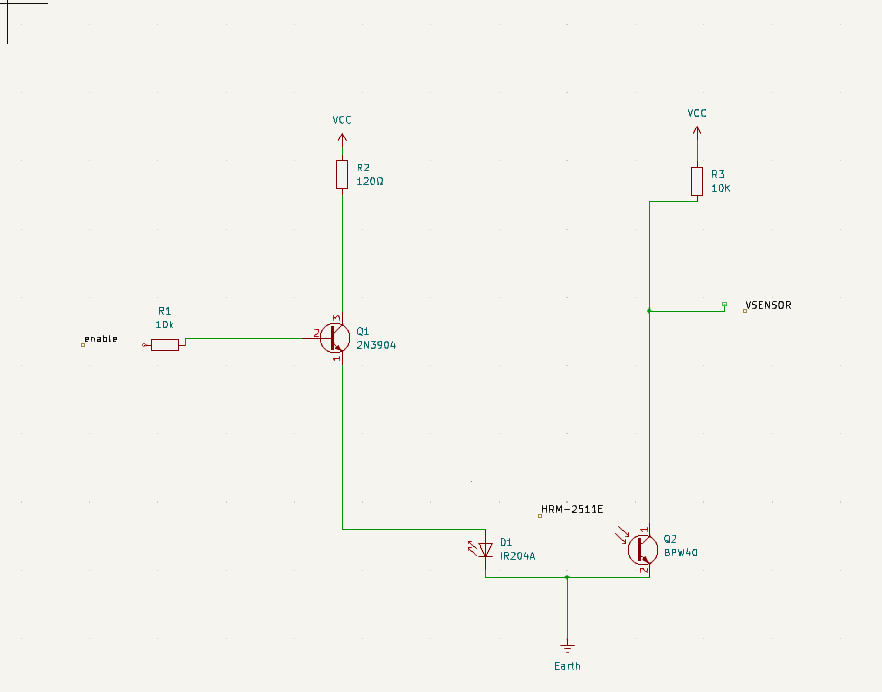 VCC
R2
120Ω
VCC
R3
10K
R1
10k
enable
2
3
1
Q1
2N3904
VSENSOR
HRM-2511E
D1
IR204A
1
2
Q2
BPW40
Earth